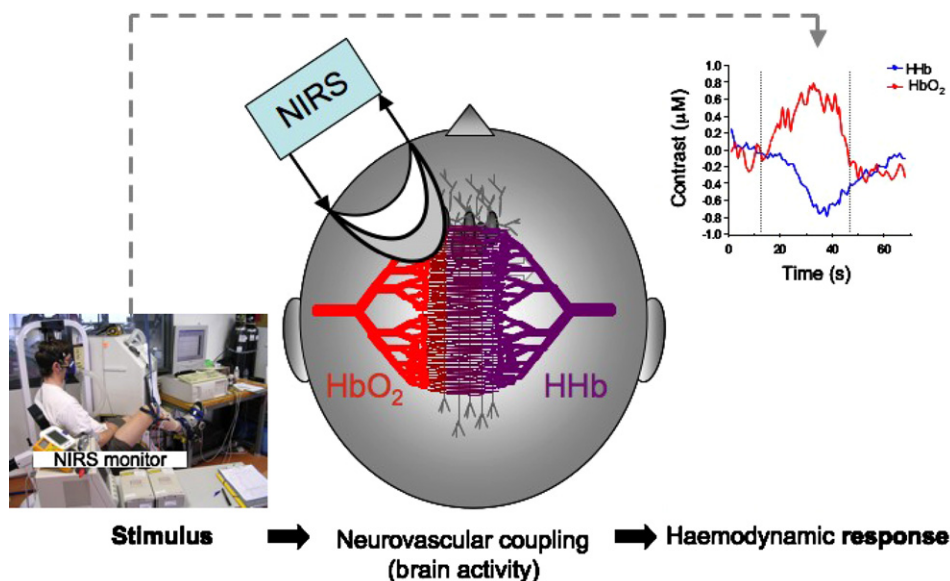 NIRS
HHb
HbO₂
Contrast (µM)
1.0
0.8
0.6
0.4
0.2
0.0
-0.2
-0.4
-0.6
-0.8
-1.0
0 20 40 60
Time (s)
HbO₂
HHb
NIRS monitor
Stimulus
Neurovascular coupling
(brain activity)
Haemodynamic response